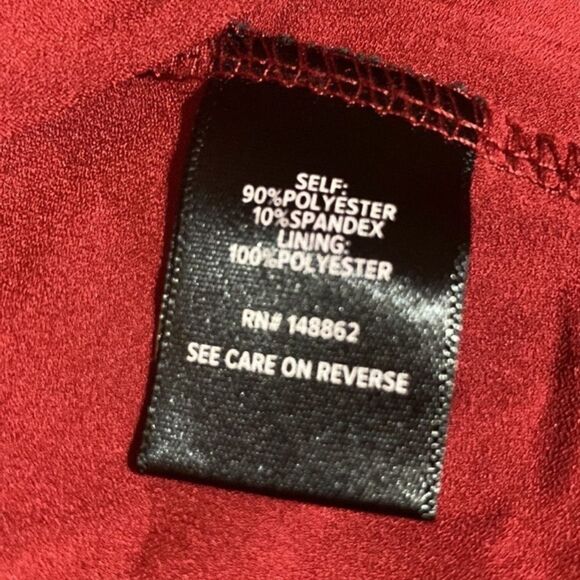 SELF:
90%POLYESTER
10%SPANDEX
LINING:
100%POLYESTER
RN# 148862
SEE CARE ON REVERSE